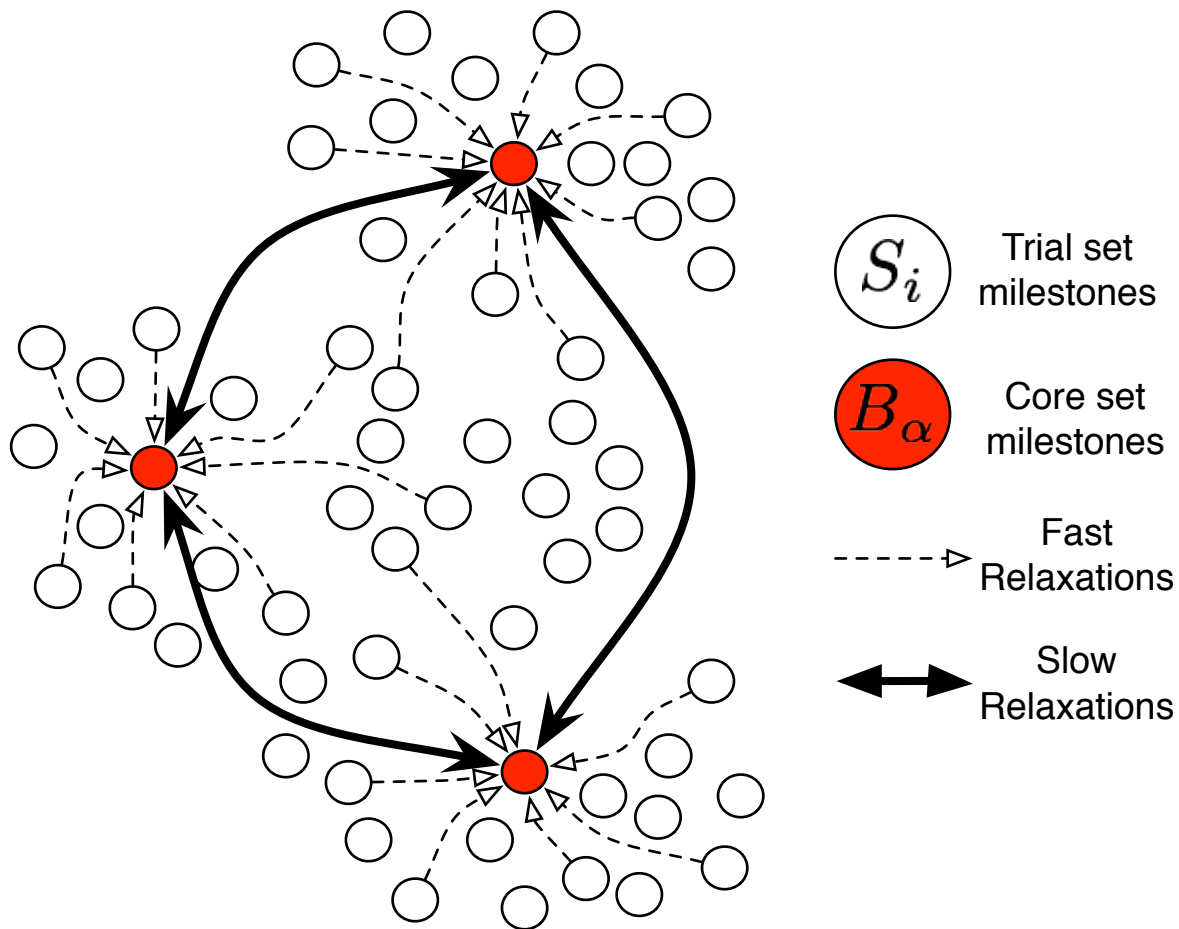 S_i
Trial set
milestones
B_α
Core set
milestones
Fast
Relaxations
Slow
Relaxations